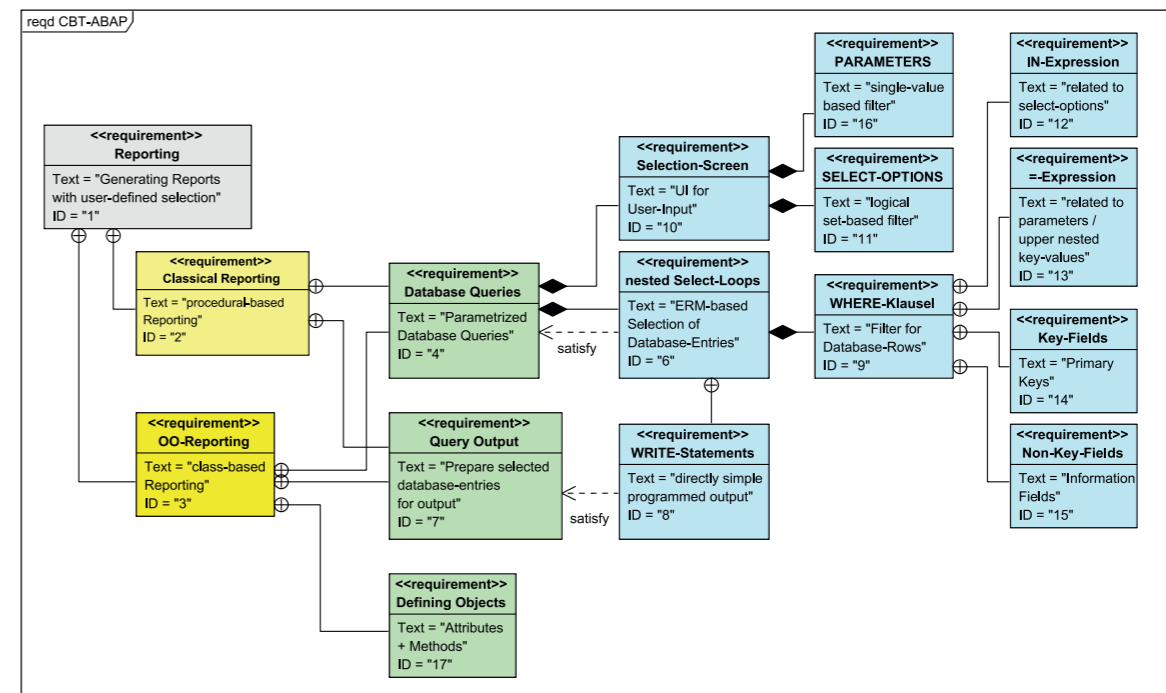 reqd CBT-ABAP
<<requirement>>
Reporting
Text = "Generating Reports
with user-defined selection"
ID = "1"
<<requirement>>
Classical Reporting
Text = "procedural-based
Reporting"
ID = "2"
<<requirement>>
OO-Reporting
Text = "class-based
Reporting"
ID = "3"
<<requirement>>
Database Queries
Text = "Parametrized
Database Queries"
ID = "4"
<<requirement>>
Query Output
Text = "Prepare selected
database-entries
for output"
ID = "7"
<<requirement>>
Defining Objects
Text = "Attributes
+ Methods"
ID = "17"
satisfy
satisfy
<<requirement>>
Selection-Screen
Text = "UI for
User-Input"
ID = "10"
<<requirement>>
nested Select-Loops
Text = "ERM-based
Selection of
Database-Entries"
ID = "6"
<<requirement>>
WRITE-Statements
Text = "directly simple
programmed output"
ID = "8"
<<requirement>>
PARAMETERS
Text = "single-value
based filter"
ID = "16"
<<requirement>>
SELECT-OPTIONS
Text = "logical
set-based filter"
ID = "11"
<<requirement>>
WHERE-Klausel
Text = "Filter for
Database-Rows"
ID = "9"
<<requirement>>
IN-Expression
Text = "related to
select-options"
ID = "12"
<<requirement>>
=-Expression
Text = "related to
parameters /
upper nested
key-values"
ID = "13"
<<requirement>>
Key-Fields
Text = "Primary
Keys"
ID = "14"
<<requirement>>
Non-Key-Fields
Text = "Information
Fields"
ID = "15"